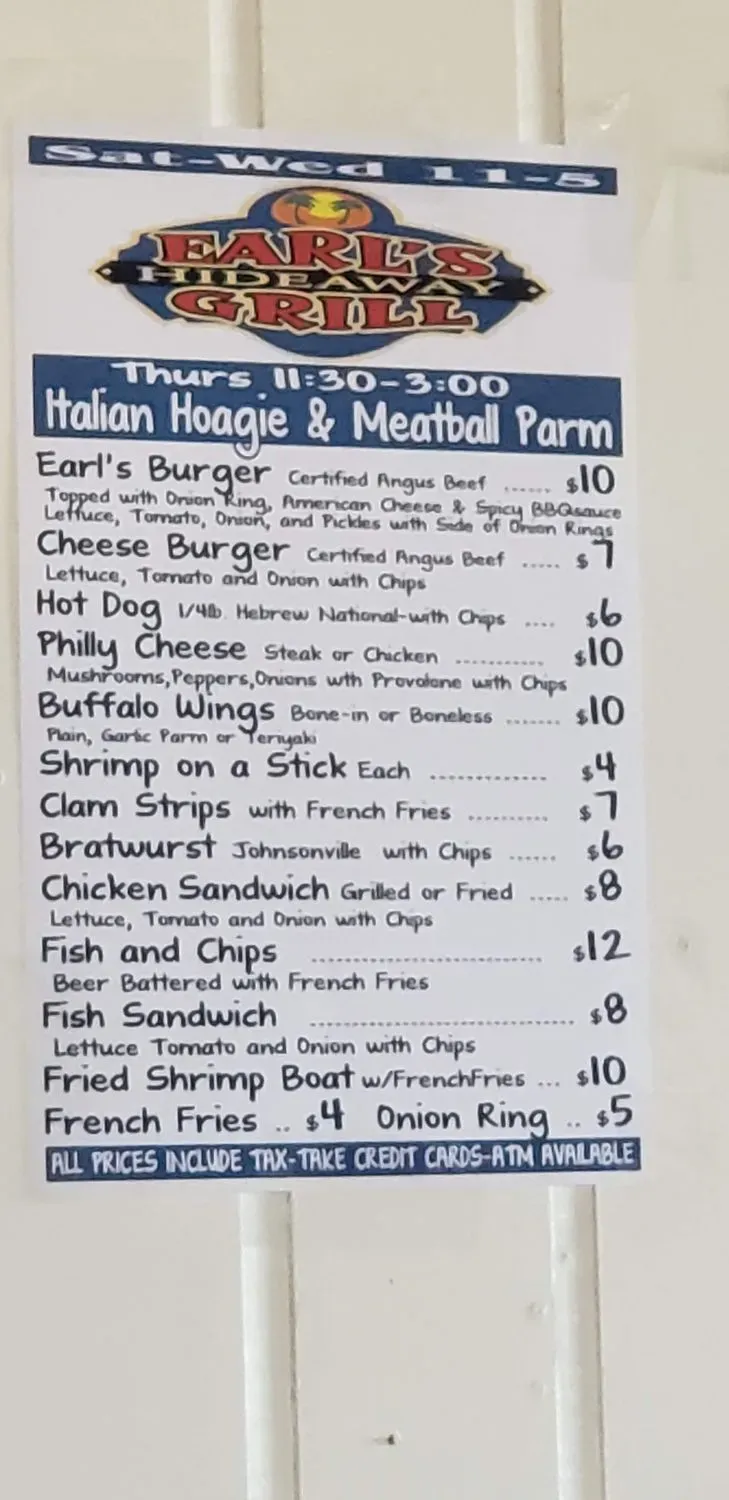 Sat-Wed 11-5
EARL'S
HIDEAWAY
GRILL
Thurs 11:30-3:00
Italian Hoagie & Meatball Parm
Earl's Burger Certified Angus Beef ...... $10
Topped with Onion Ring, American Cheese & Spicy BBQsauce
Lettuce, Tomato, Onion, and Pickles with Side of Onion Rings
Cheese Burger Certified Angus Beef ..... $7
Lettuce, Tomato and Onion with Chips
Hot Dog 1/4lb. Hebrew National-with Chips .... $6
Philly Cheese Steak or Chicken ........... $10
Mushrooms,Peppers,Onions wth Provolone with Chips
Buffalo Wings Bone-in or Boneless ....... $10
Plain, Garlic Parm or Teriyaki
Shrimp on a Stick Each ............. $4
Clam Strips with French Fries .......... $7
Bratwurst Johnsonville with Chips ...... $6
Chicken Sandwich Grilled or Fried ..... $8
Lettuce, Tomato and Onion with Chips
Fish and Chips ............................ $12
Beer Battered with French Fries
Fish Sandwich ................................ $8
Lettuce Tomato and Onion with Chips
Fried Shrimp Boat w/FrenchFries ... $10
French Fries .. $4 Onion Ring .. $5
ALL PRICES INCLUDE TAX-TAKE CREDIT CARDS-ATM AVAILABLE